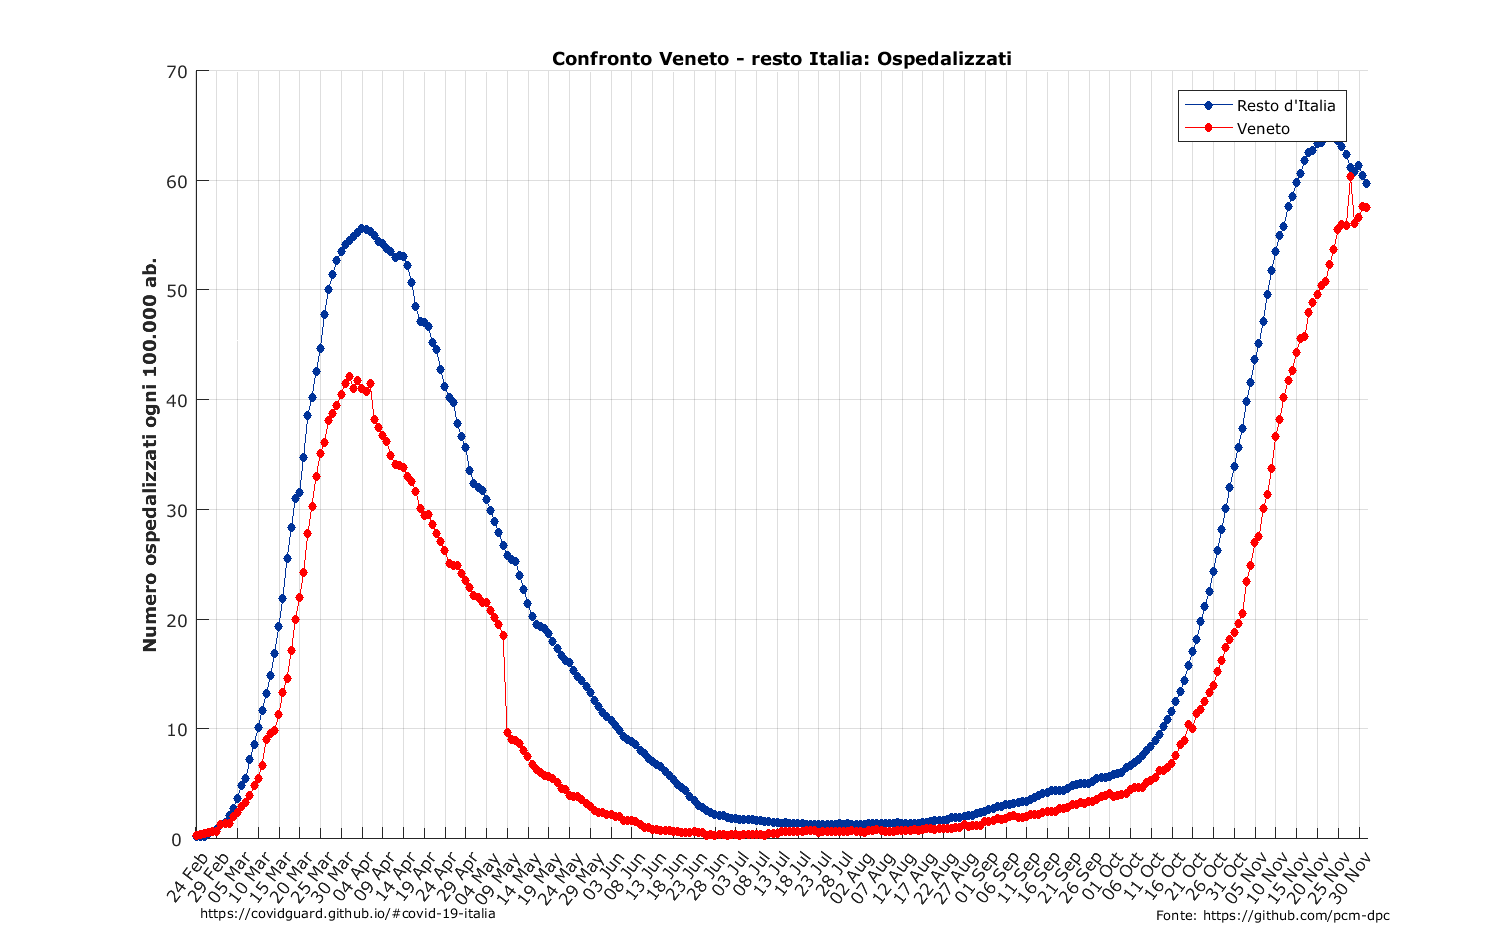 Confronto Veneto - resto Italia: Ospedalizzati
Resto d'Italia
Veneto
Numero ospedalizzati ogni 100.000 ab.
70
60
50
40
30
20
10
0
24 Feb
29 Feb
05 Mar
10 Mar
15 Mar
20 Mar
25 Mar
30 Mar
04 Apr
09 Apr
14 Apr
19 Apr
24 Apr
29 Apr
04 May
09 May
14 May
19 May
24 May
29 May
03 Jun
08 Jun
13 Jun
18 Jun
23 Jun
28 Jun
03 Jul
08 Jul
13 Jul
18 Jul
23 Jul
28 Jul
02 Aug
07 Aug
12 Aug
17 Aug
22 Aug
27 Aug
01 Sep
06 Sep
11 Sep
16 Sep
21 Sep
26 Sep
01 Oct
06 Oct
11 Oct
16 Oct
21 Oct
26 Oct
31 Oct
05 Nov
10 Nov
15 Nov
20 Nov
25 Nov
30 Nov
https://covidguard.github.io/#covid-19-italia
Fonte: https://github.com/pcm-dpc